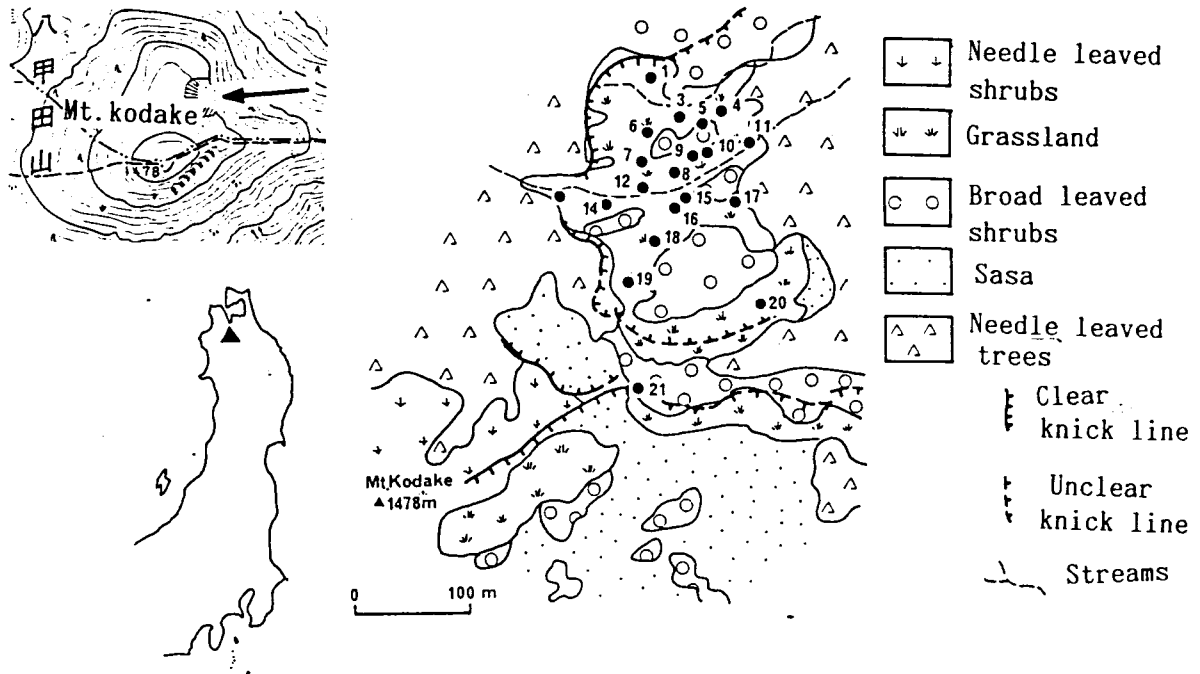 八
甲
田
山
Mt. kodake
78
1
3
5
4
6
11
9
10
7
8
12
15
17
14
16
18
19
20
21
Mt.Kodake
▲1478m
0 100 m
Needle leaved
shrubs
Grassland
Broad leaved
shrubs
Sasa
Needle leaved
trees
Clear
knick line
Unclear
knick line
Streams